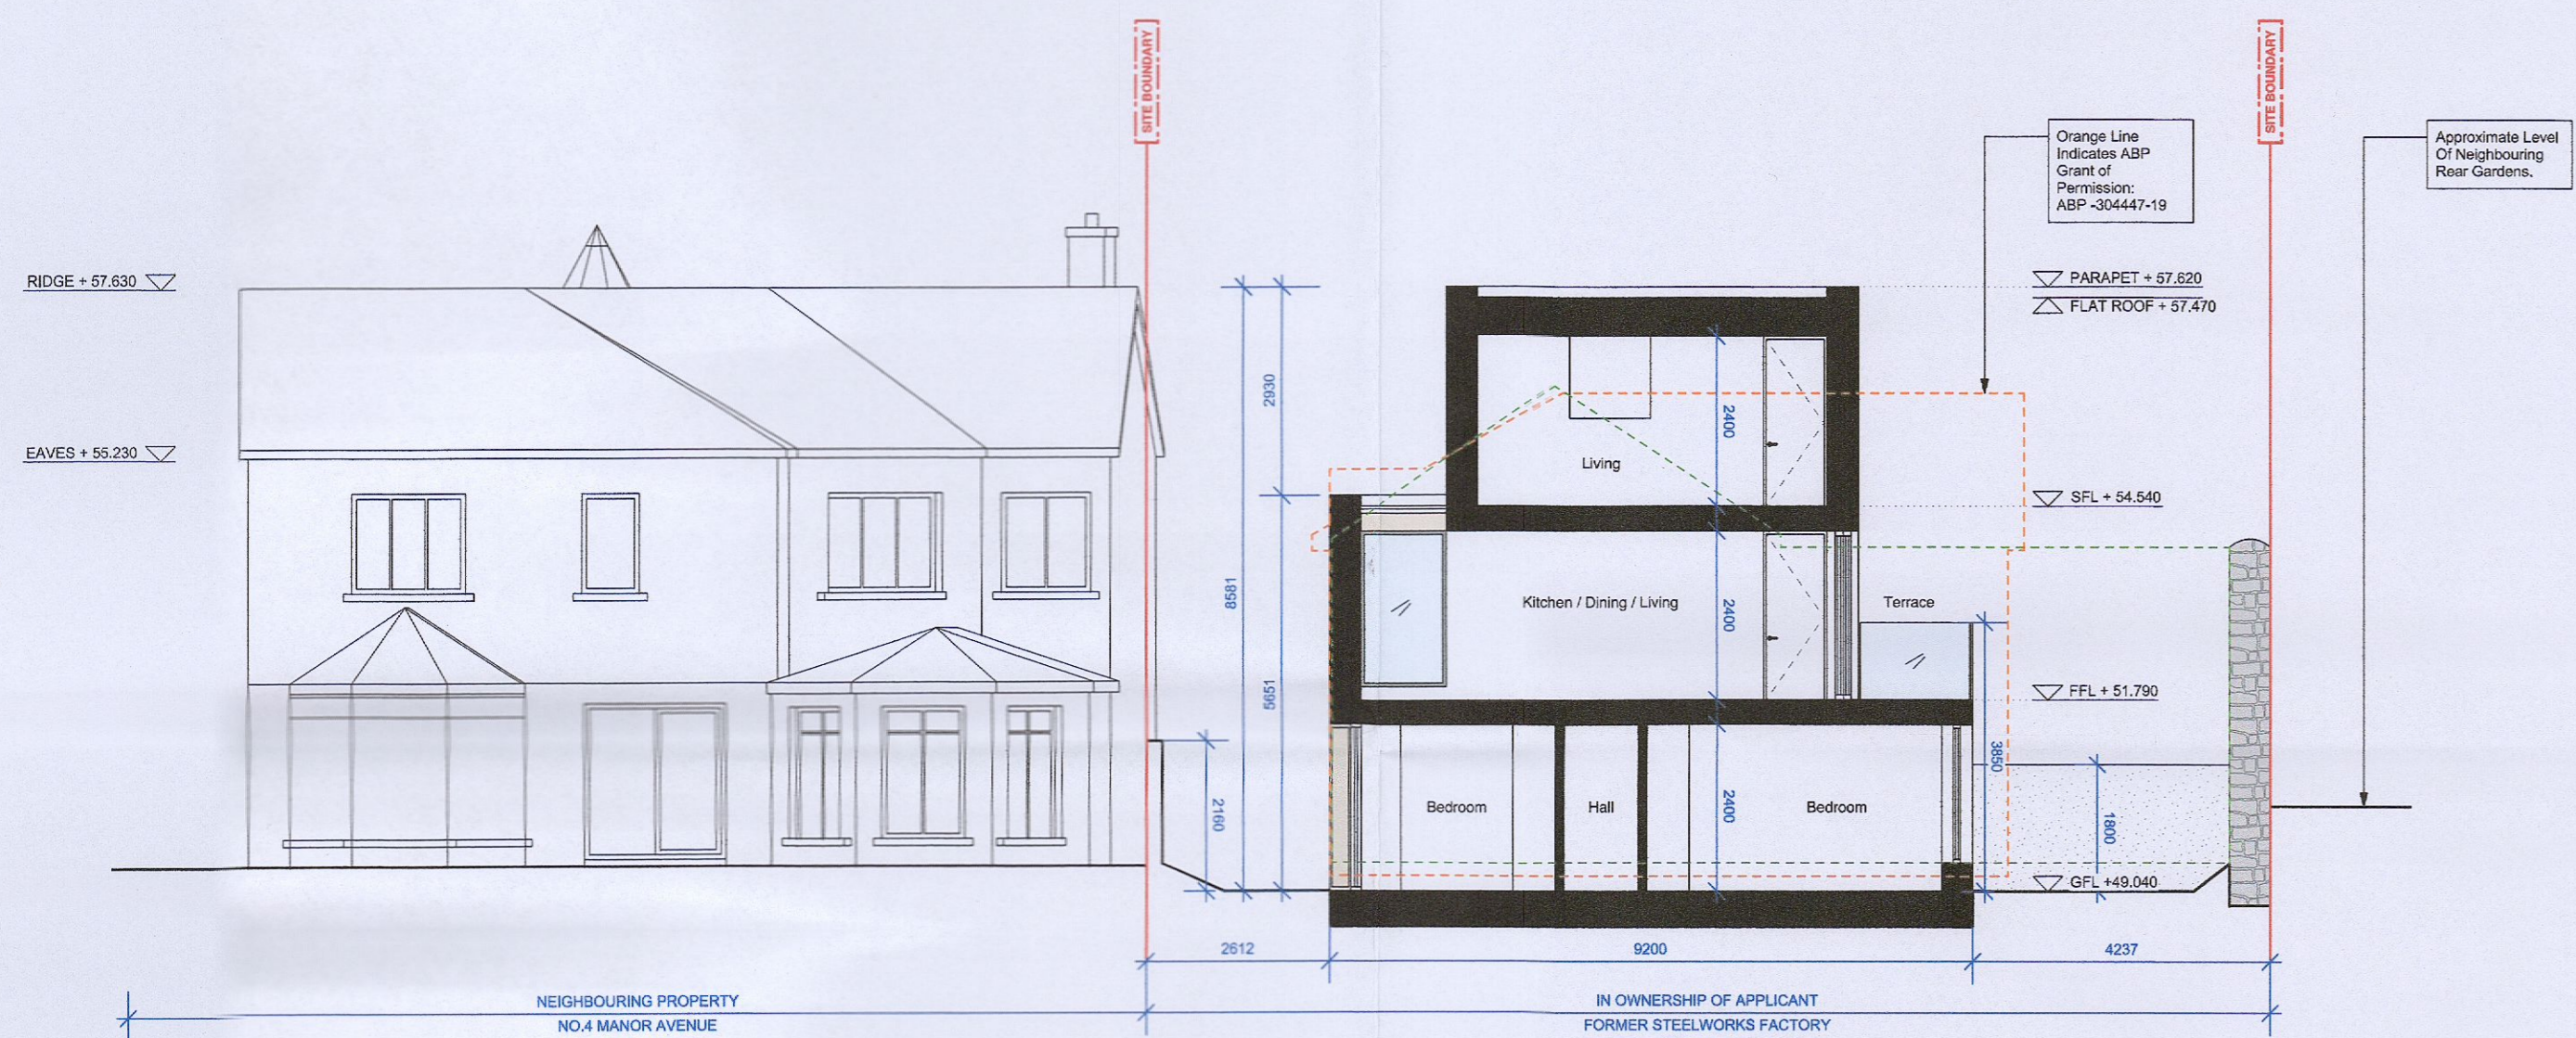 SITE BOUNDARY
SITE BOUNDARY
Orange Line
Indicates ABP
Grant of
Permission:
ABP -304447-19
Approximate Level
Of Neighbouring
Rear Gardens.
RIDGE + 57.630
EAVES + 55.230
PARAPET + 57.620
FLAT ROOF + 57.470
SFL + 54.540
FFL + 51.790
GFL +49.040
2930
8581
5651
2160
2400
Living
2400
Kitchen / Dining / Living
Terrace
2400
Bedroom
Hall
Bedroom
3850
1800
2612
9200
4237
NEIGHBOURING PROPERTY
NO.4 MANOR AVENUE
IN OWNERSHIP OF APPLICANT
FORMER STEELWORKS FACTORY